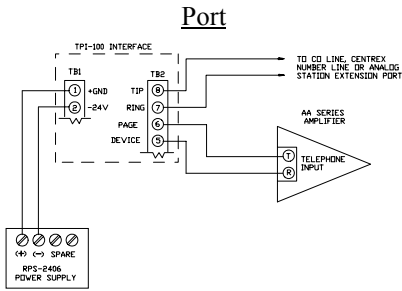 Port
TPI-100 INTERFACE
TB1
TB2
1 +GND
2 -24V
TIP 8
RING 7
PAGE 6
DEVICE 5
TO CO LINE, CENTREX
NUMBER LINE OR ANALOG
STATION EXTENSION PORT
AA SERIES
AMPLIFIER
T
R
TELEPHONE
INPUT
(+) (-) SPARE
RPS-2406
POWER SUPPLY